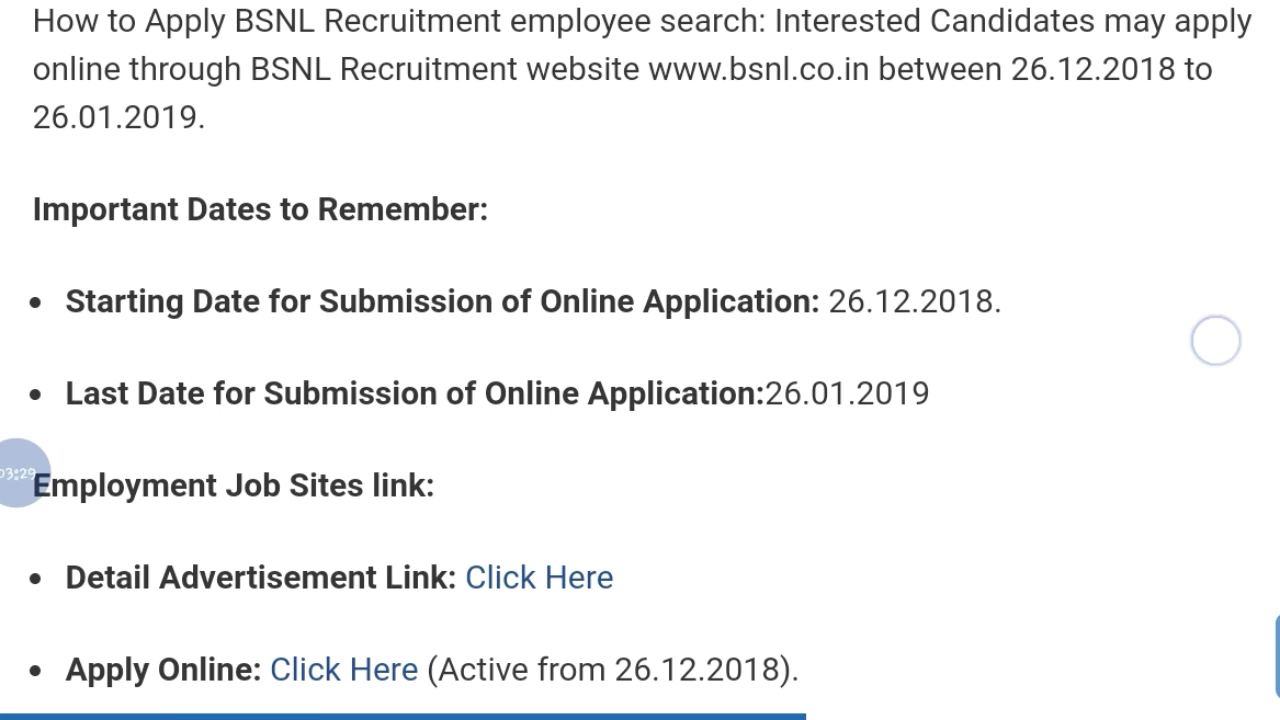 How to Apply BSNL Recruitment employee search: Interested Candidates may apply
online through BSNL Recruitment website www.bsnl.co.in between 26.12.2018 to
26.01.2019.
Important Dates to Remember:
• Starting Date for Submission of Online Application: 26.12.2018.
• Last Date for Submission of Online Application:26.01.2019
03:29
Employment Job Sites link:
• Detail Advertisement Link: Click Here
• Apply Online: Click Here (Active from 26.12.2018).